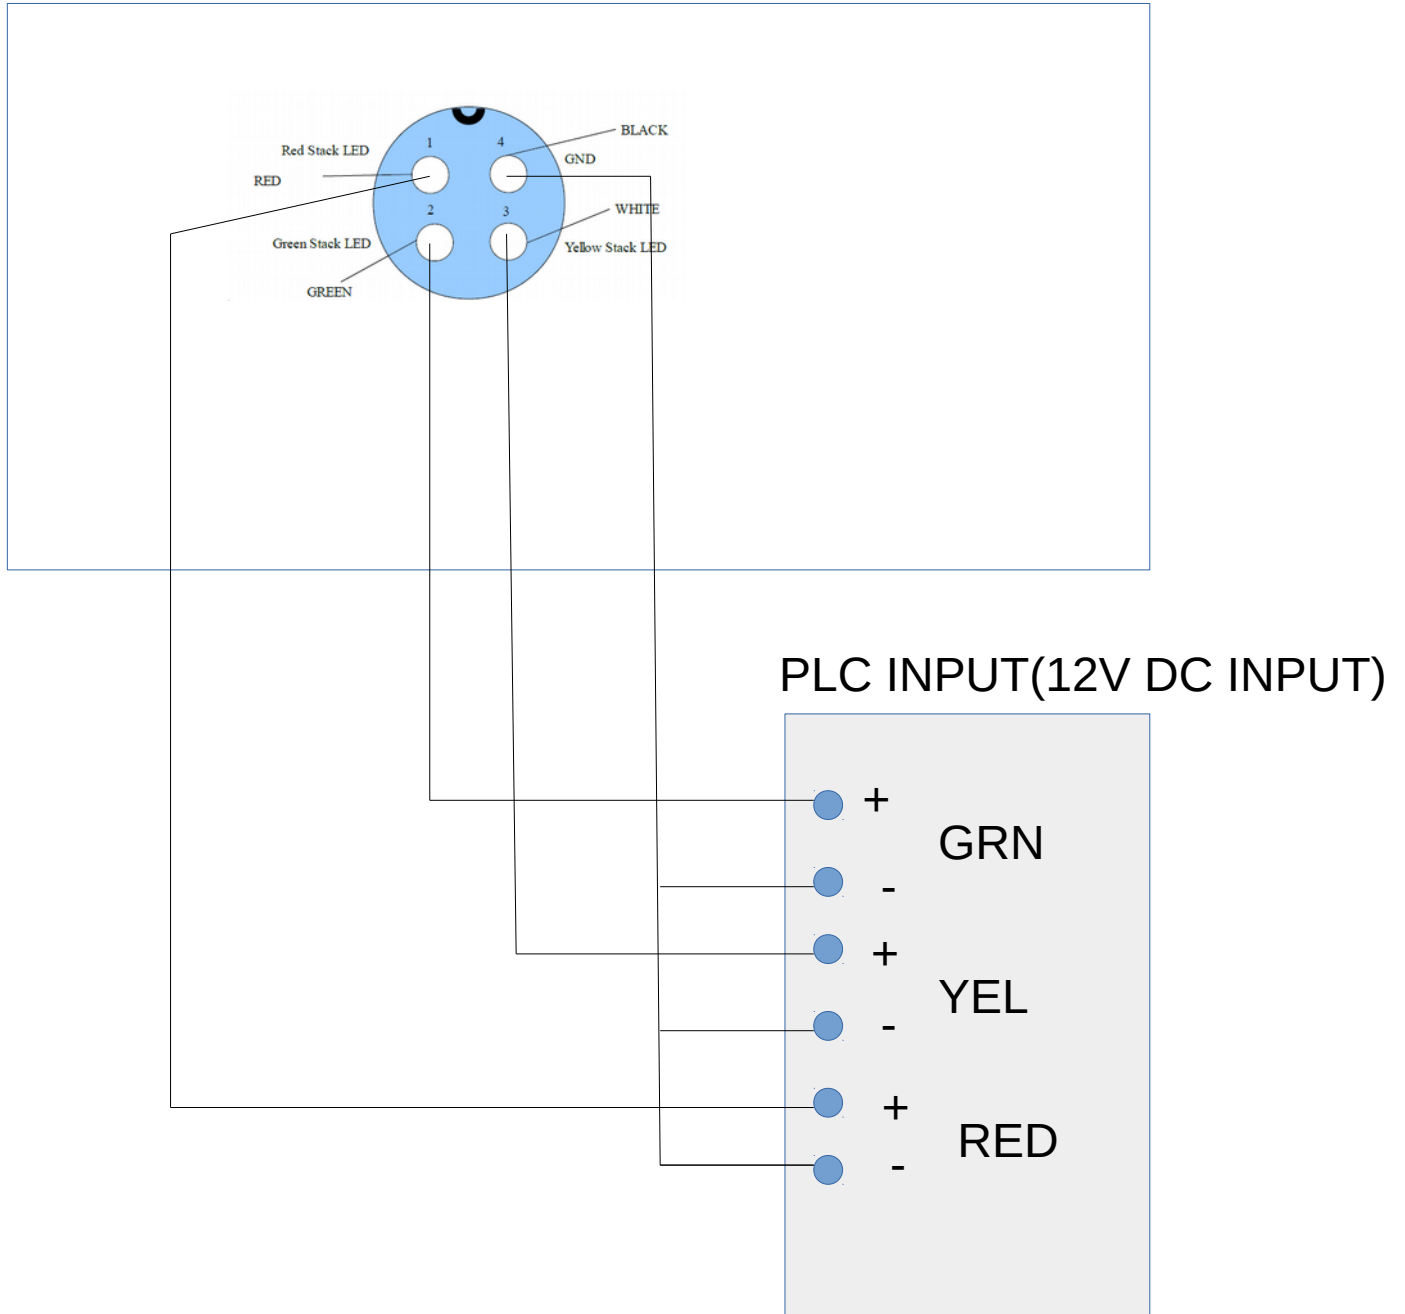 1
4
BLACK
Red Stack LED
GND
RED
2
3
WHITE
Green Stack LED
Yellow Stack LED
GREEN
PLC INPUT(12V DC INPUT)
+
GRN
-
+
YEL
-
+
RED
-